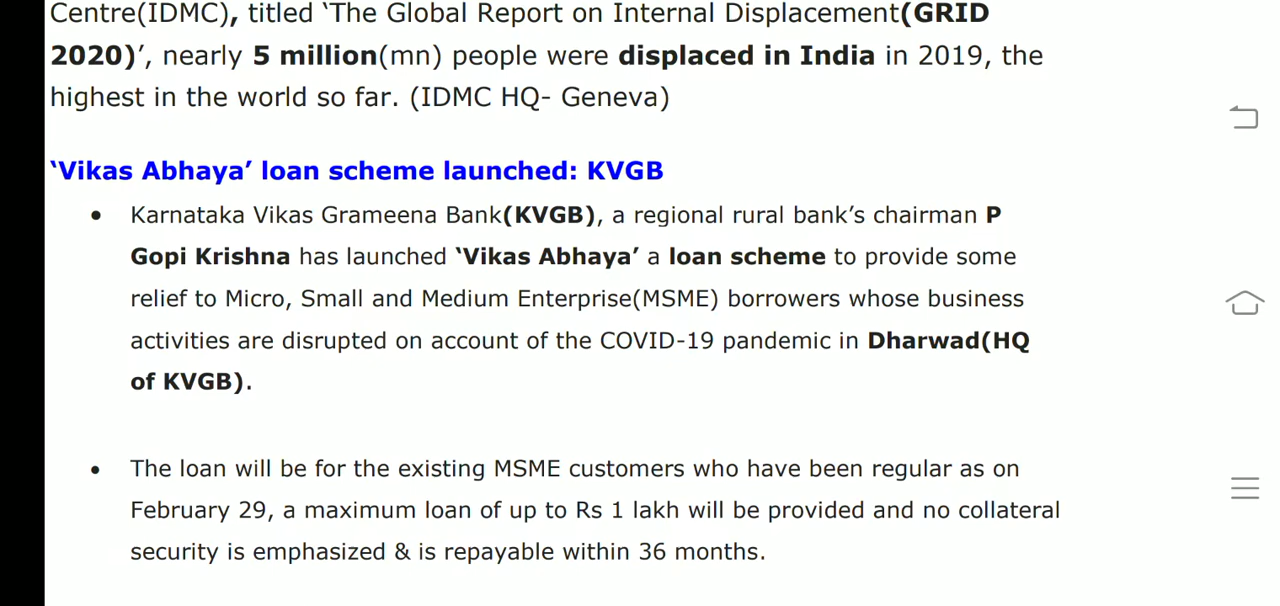 Centre(IDMC), titled ‘The Global Report on Internal Displacement(GRID
2020)’, nearly 5 million(mn) people were displaced in India in 2019, the
highest in the world so far. (IDMC HQ- Geneva)
‘Vikas Abhaya’ loan scheme launched: KVGB
• Karnataka Vikas Grameena Bank(KVGB), a regional rural bank’s chairman P
Gopi Krishna has launched ‘Vikas Abhaya’ a loan scheme to provide some
relief to Micro, Small and Medium Enterprise(MSME) borrowers whose business
activities are disrupted on account of the COVID-19 pandemic in Dharwad(HQ
of KVGB).
• The loan will be for the existing MSME customers who have been regular as on
February 29, a maximum loan of up to Rs 1 lakh will be provided and no collateral
security is emphasized & is repayable within 36 months.